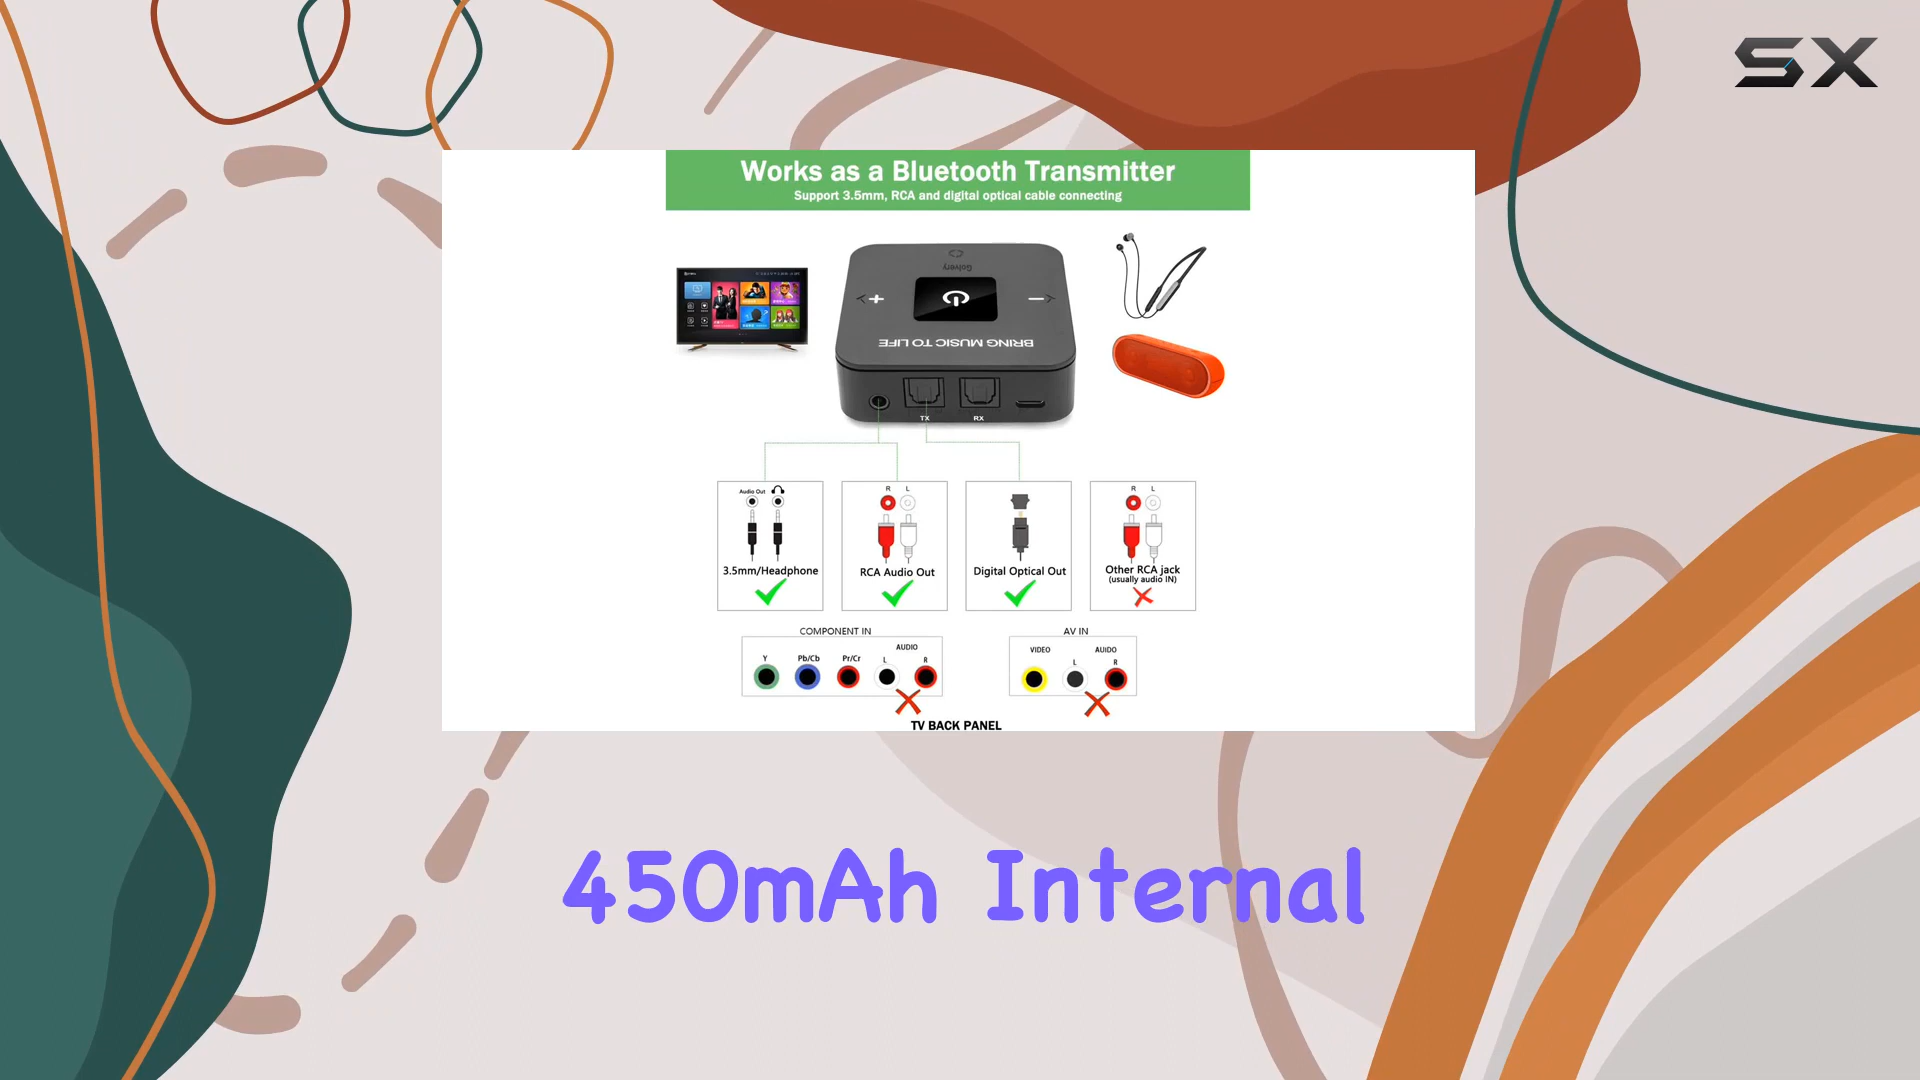 SX
Works as a Bluetooth Transmitter
Support 3.5mm, RCA and digital optical cable connecting
Golvery
BRING MUSIC TO LIFE
TX RX
Audio Out
3.5mm/Headphone
R L
RCA Audio Out
Digital Optical Out
R L
Other RCA jack
(usually audio IN)
COMPONENT IN
AUDIO
Y Pb/Cb Pr/Cr L R
AV IN
VIDEO AUIDO
L R
TV BACK PANEL
450mAh Internal